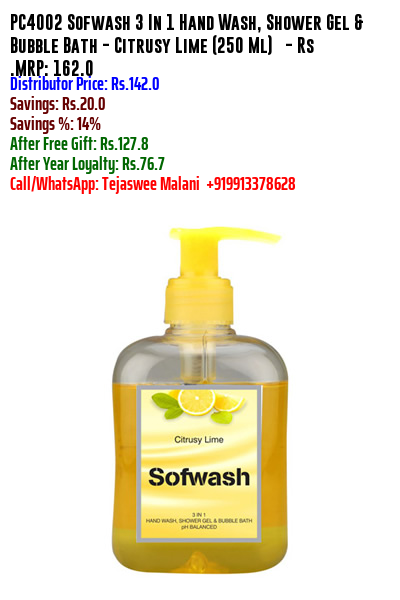 PC4002 Sofwash 3 In 1 Hand Wash, Shower Gel &
Bubble Bath - Citrusy Lime (250 Ml)   - Rs
.MRP: 162.0
Distributor Price: Rs.142.0
Savings: Rs.20.0
Savings %: 14%
After Free Gift: Rs.127.8
After Year Loyalty: Rs.76.7
Call/WhatsApp: Tejaswee Malani  +919913378628
Citrusy Lime
Sofwash
3 IN 1
HAND WASH, SHOWER GEL & BUBBLE BATH
pH BALANCED